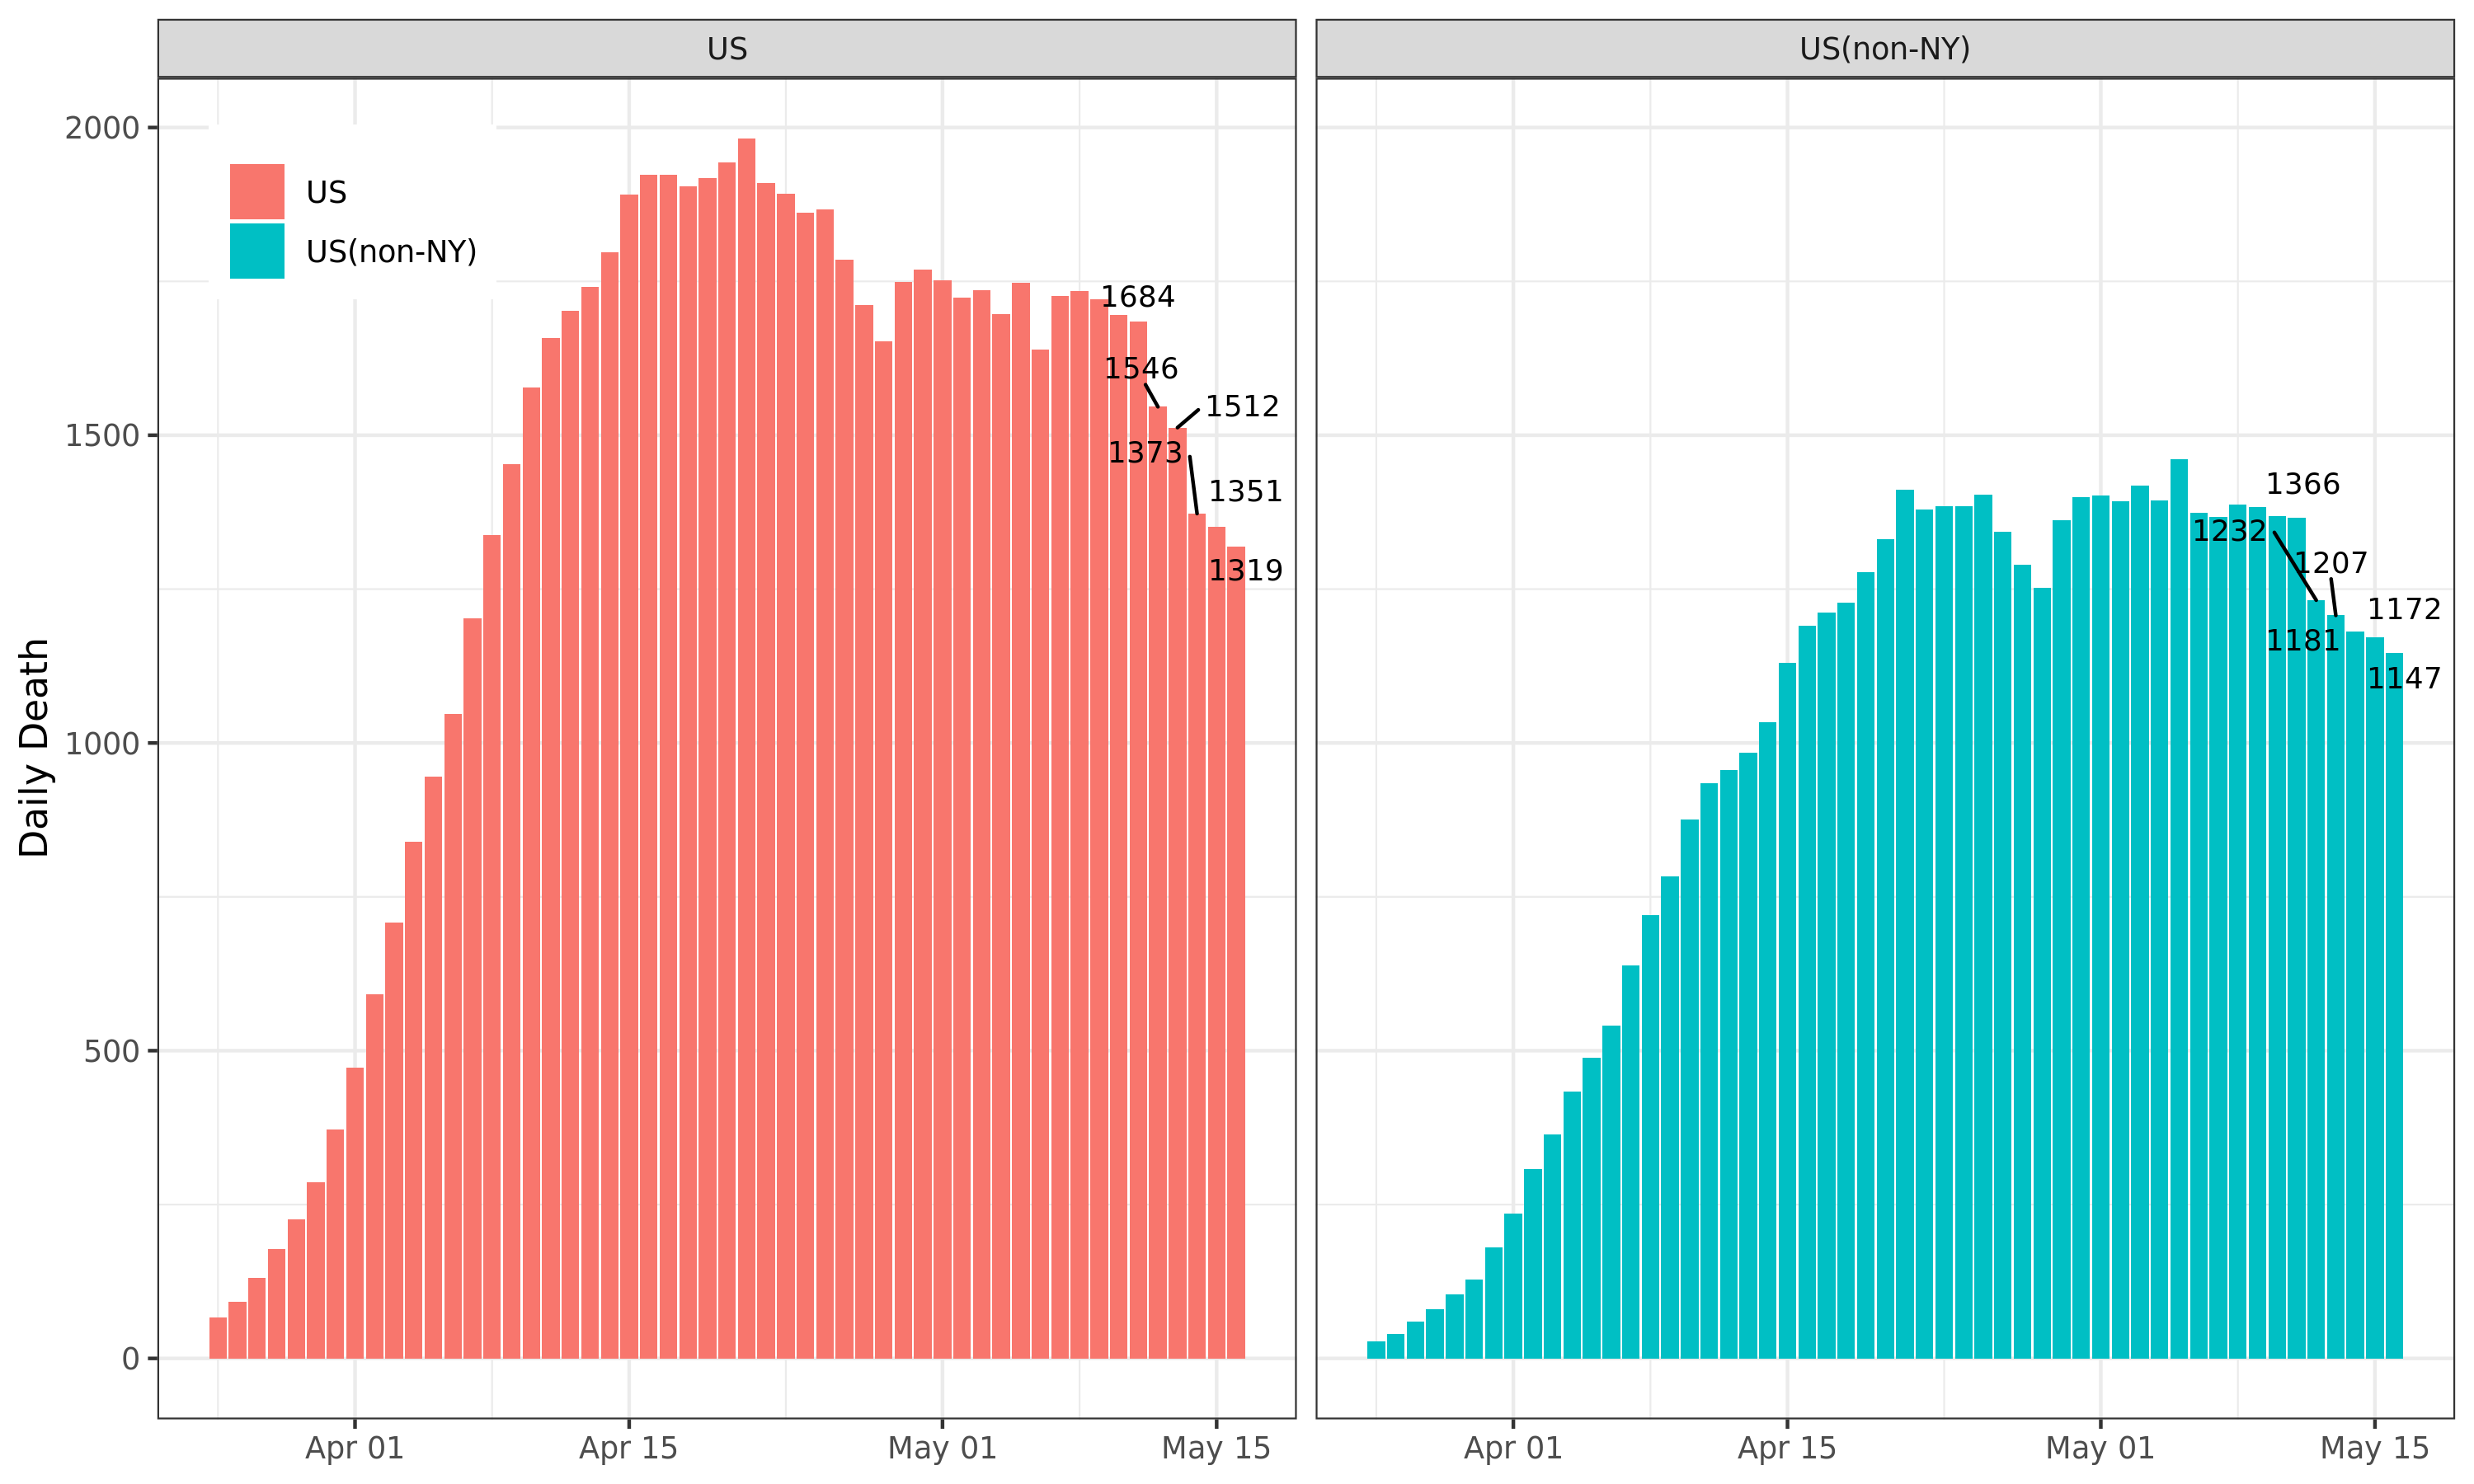 US
US(non-NY)
Daily Death
2000
1500
1000
500
0
US
US(non-NY)
1684
1546
1512
1373
1351
1319
1366
1232
1207
1172
1181
1147
Apr 01
Apr 15
May 01
May 15
Apr 01
Apr 15
May 01
May 15